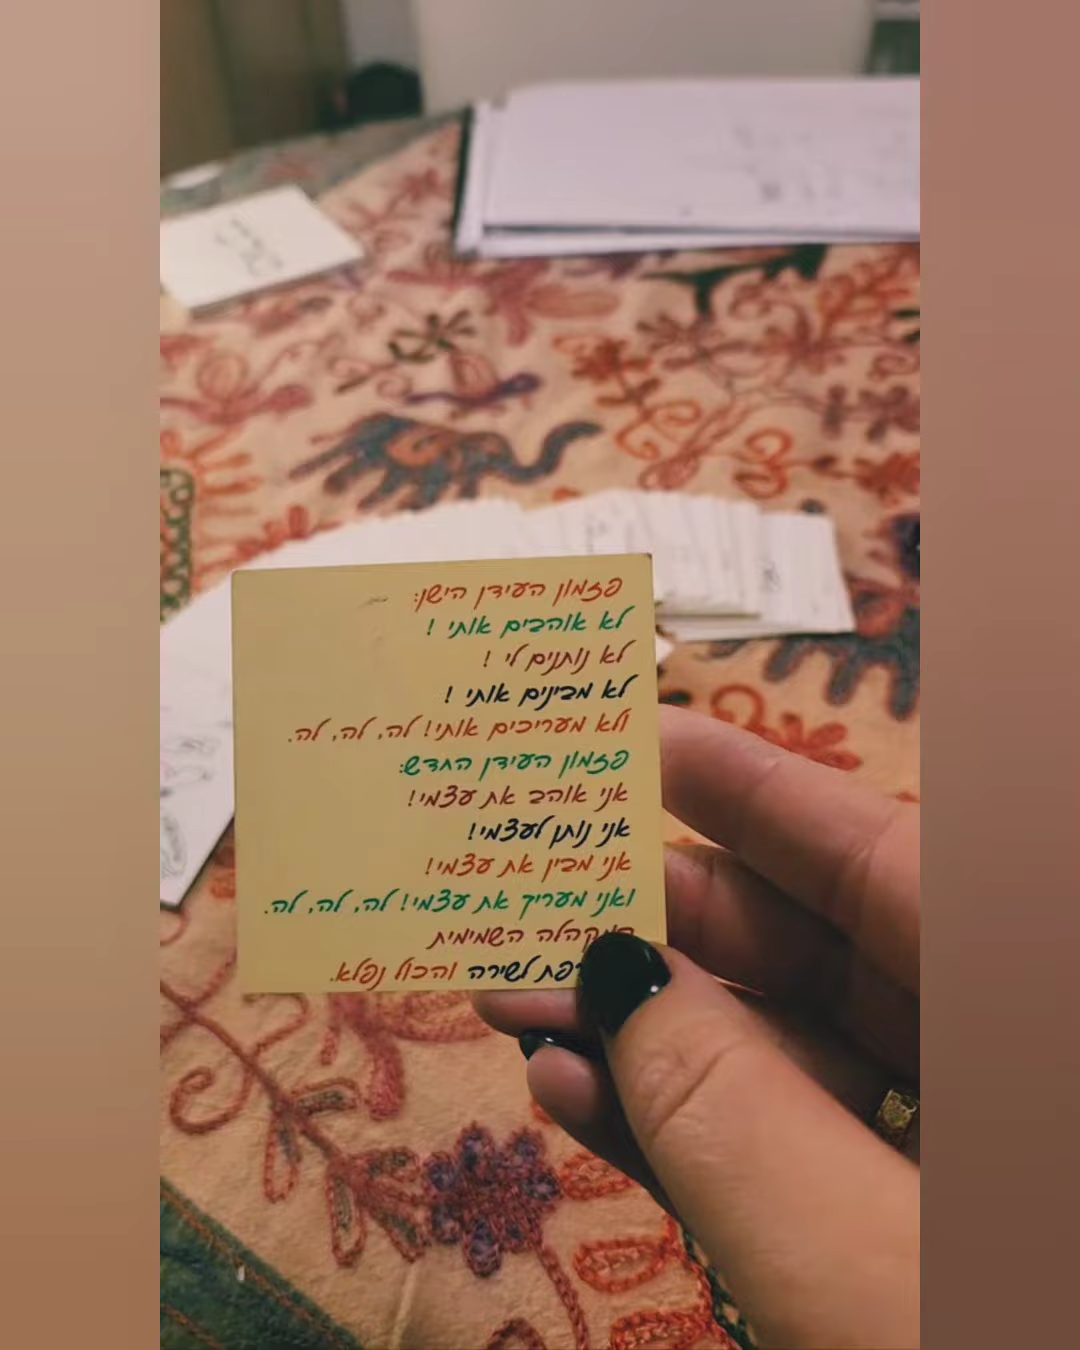 פזמון העידן הישן:
לא אוהבים אותי !
לא נותנים לי !
לא מבינים אותי !
ולא מעריכים אותי! לה, לה, לה.
פזמון העידן החדש:
אני אוהב את עצמי!
אני נותן לעצמי!
אני מבין את עצמי!
ואני מעריך את עצמי! לה, לה, לה.
המקהלה השמימית
לשירה והכול נפלא.